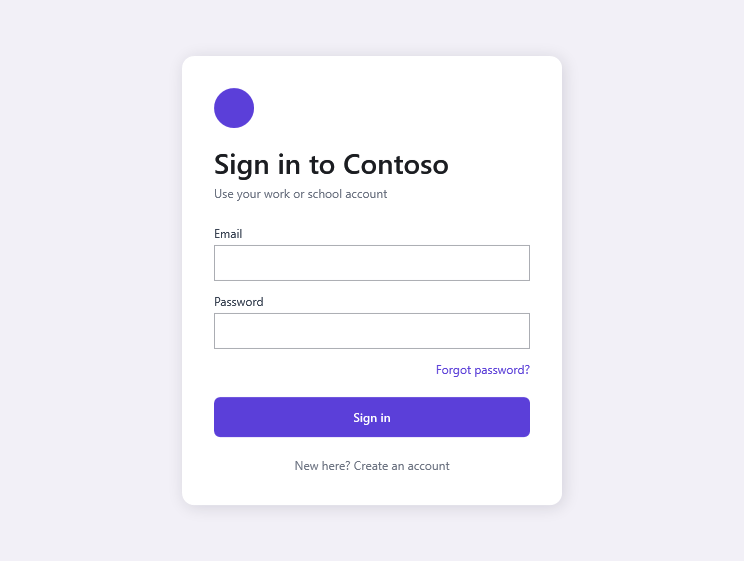 Sign in to Contoso
Use your work or school account
Email
Password
Forgot password?
Sign in
New here? Create an account